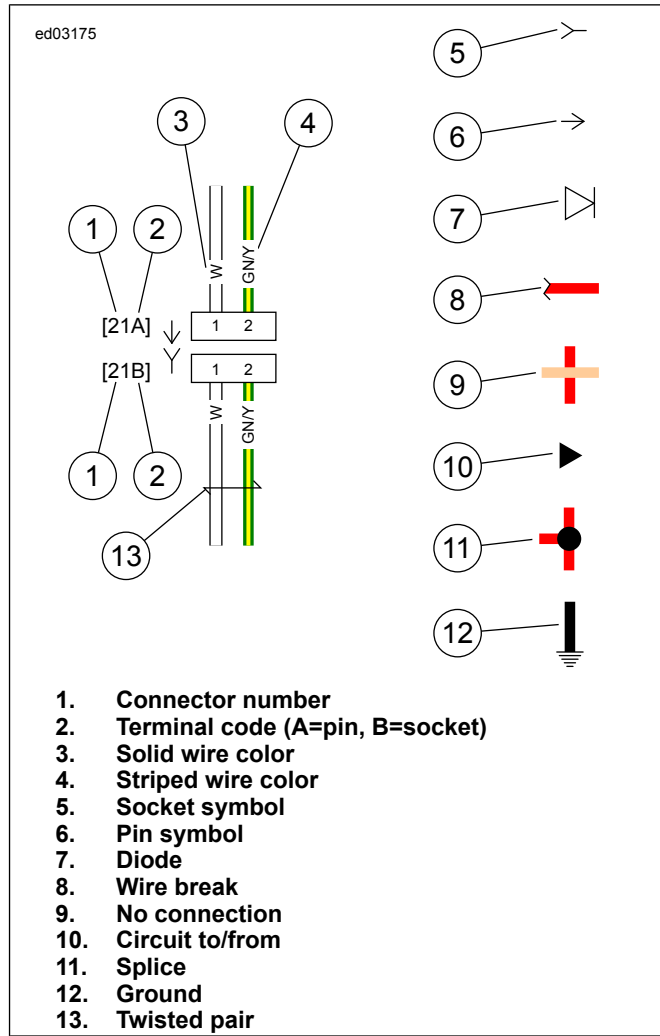 ed03175
3
4
5
6
7
8
9
10
11
12
1
2
W
GN/Y
[21A]
1
2
[21B]
1
2
W
GN/Y
1
2
13
1. Connector number
2. Terminal code (A=pin, B=socket)
3. Solid wire color
4. Striped wire color
5. Socket symbol
6. Pin symbol
7. Diode
8. Wire break
9. No connection
10. Circuit to/from
11. Splice
12. Ground
13. Twisted pair